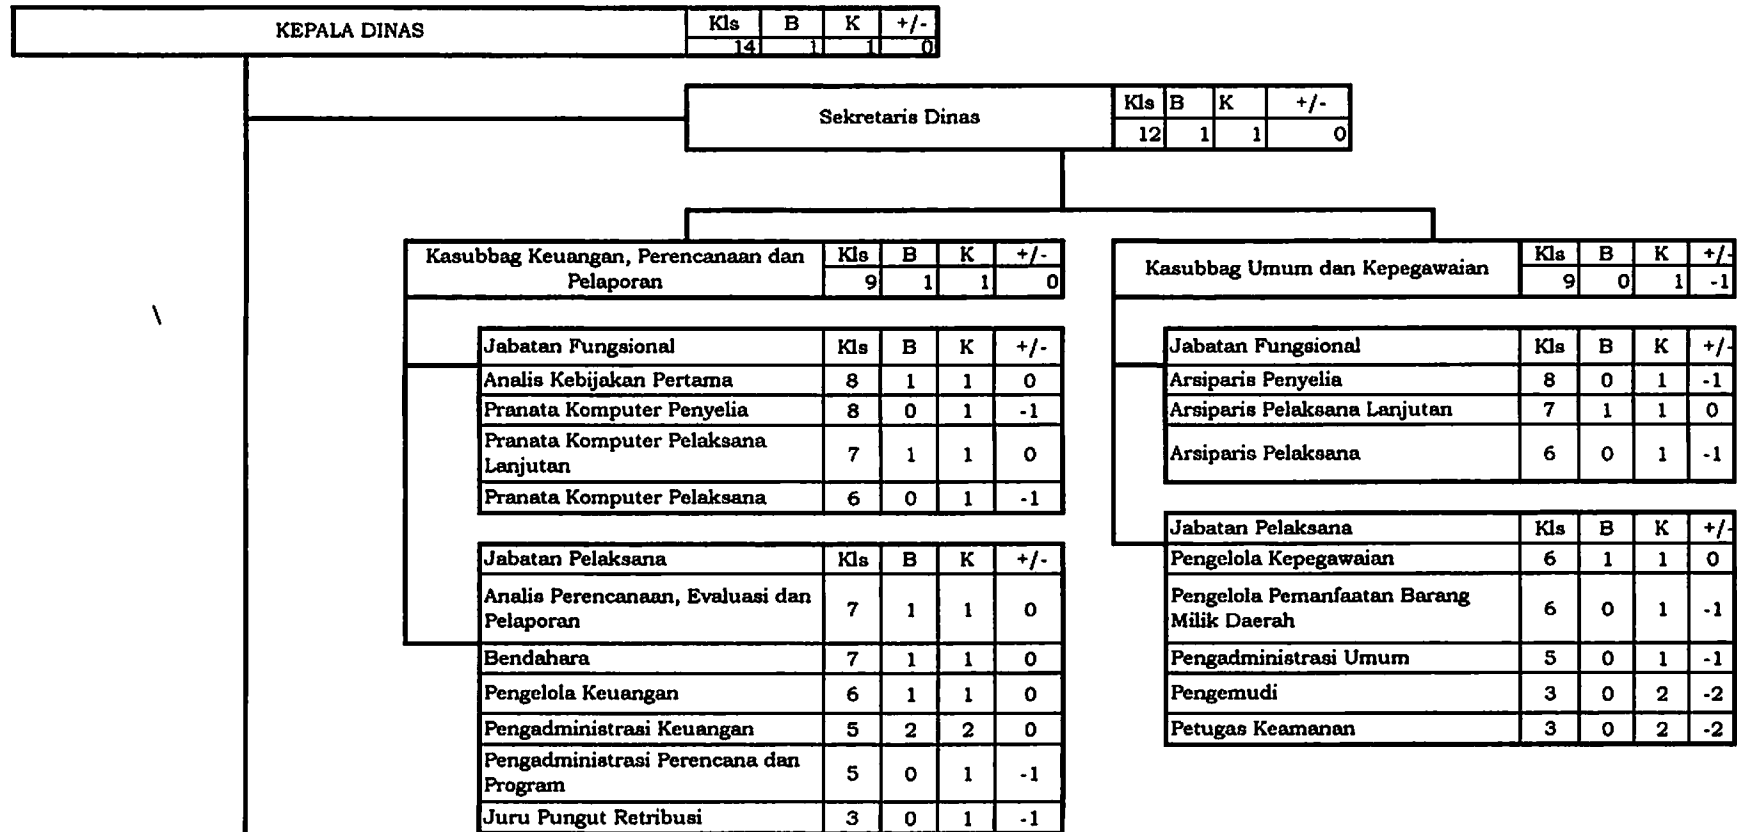 KEPALA DINAS Kls B K +/-
14 1 1 0
Sekretaris Dinas Kls B K +/-
12 1 1 0
Kasubbag Keuangan, Perencanaan dan Pelaporan Kls B K +/-
9 1 1 0
Jabatan Fungsional Kls B K +/-
Analis Kebijakan Pertama 8 1 1 0
Pranata Komputer Penyelia 8 0 1 -1
Pranata Komputer Pelaksana
Lanjutan 7 1 1 0
Pranata Komputer Pelaksana 6 0 1 -1
Jabatan Pelaksana Kls B K +/-
Analis Perencanaan, Evaluasi dan
Pelaporan 7 1 1 0
Bendahara 7 1 1 0
Pengelola Keuangan 6 1 1 0
Pengadministrasi Keuangan 5 2 2 0
Pengadministrasi Perencana dan
Program 5 0 1 -1
Juru Pungut Retribusi 3 0 1 -1
Kasubbag Umum dan Kepegawaian Kls B K +/-
9 0 1 -1
Jabatan Fungsional Kls B K +/-
Arsiparis Penyelia 8 0 1 -1
Arsiparis Pelaksana Lanjutan 7 1 1 0
Arsiparis Pelaksana 6 0 1 -1
Jabatan Pelaksana Kls B K +/-
Pengelola Kepegawaian 6 1 1 0
Pengelola Pemanfaatan Barang
Milik Daerah 6 0 1 -1
Pengadministrasi Umum 5 0 1 -1
Pengemudi 3 0 2 -2
Petugas Keamanan 3 0 2 -2